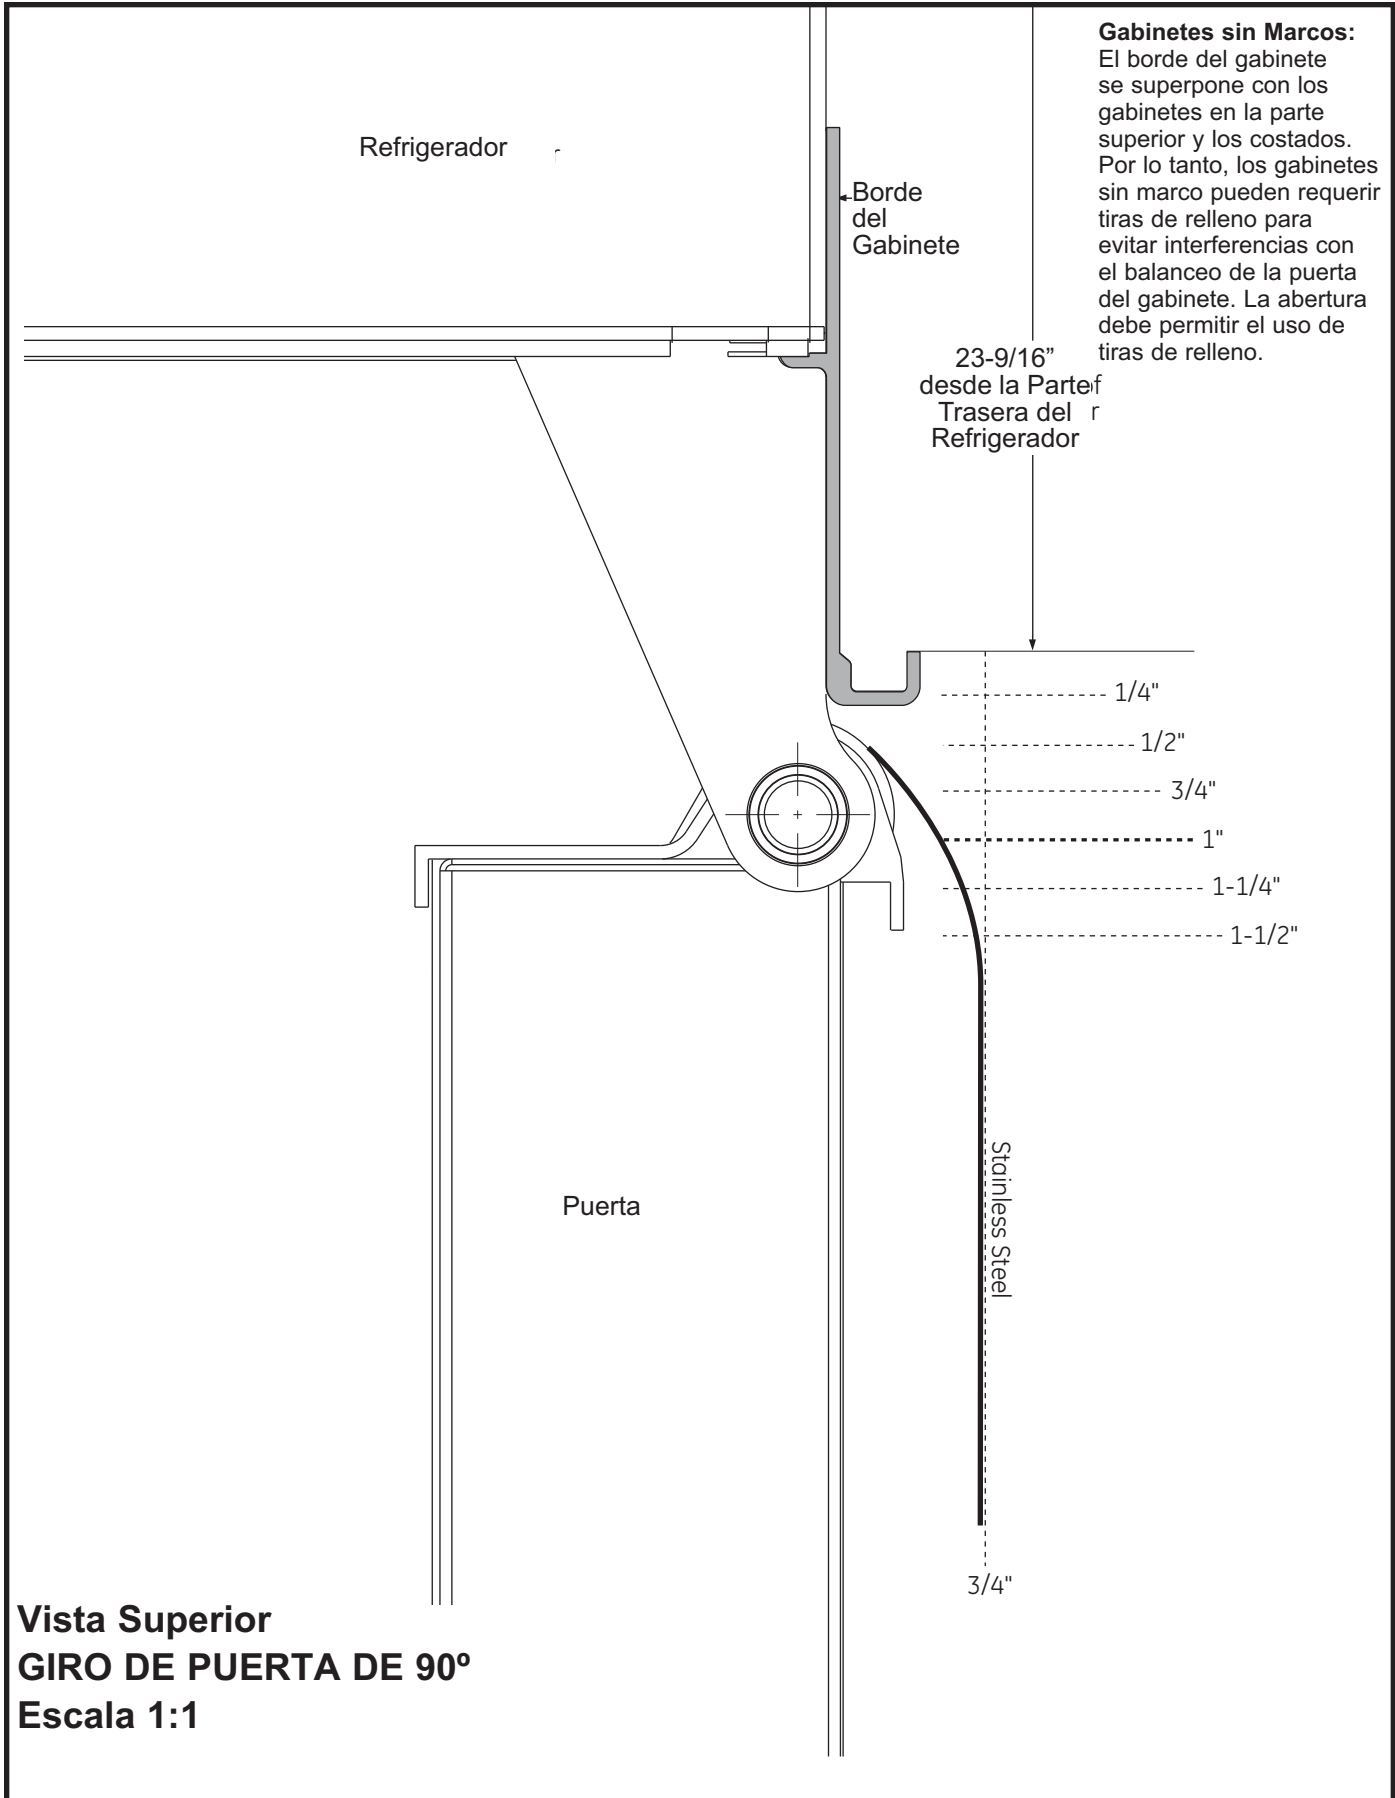 Gabinetes sin Marcos:
El borde del gabinete
se superpone con los
gabinetes en la parte
superior y los costados.
Por lo tanto, los gabinetes
sin marco pueden requerir
tiras de relleno para
evitar interferencias con
el balanceo de la puerta
del gabinete. La abertura
debe permitir el uso de
tiras de relleno.
Refrigerador
Borde
del
Gabinete
23-9/16”
desde la Parte
Trasera del
Refrigerador
1/4"
1/2"
3/4"
1"
1-1/4"
1-1/2"
Stainless Steel
Puerta
3/4"
Vista Superior
GIRO DE PUERTA DE 90º
Escala 1:1